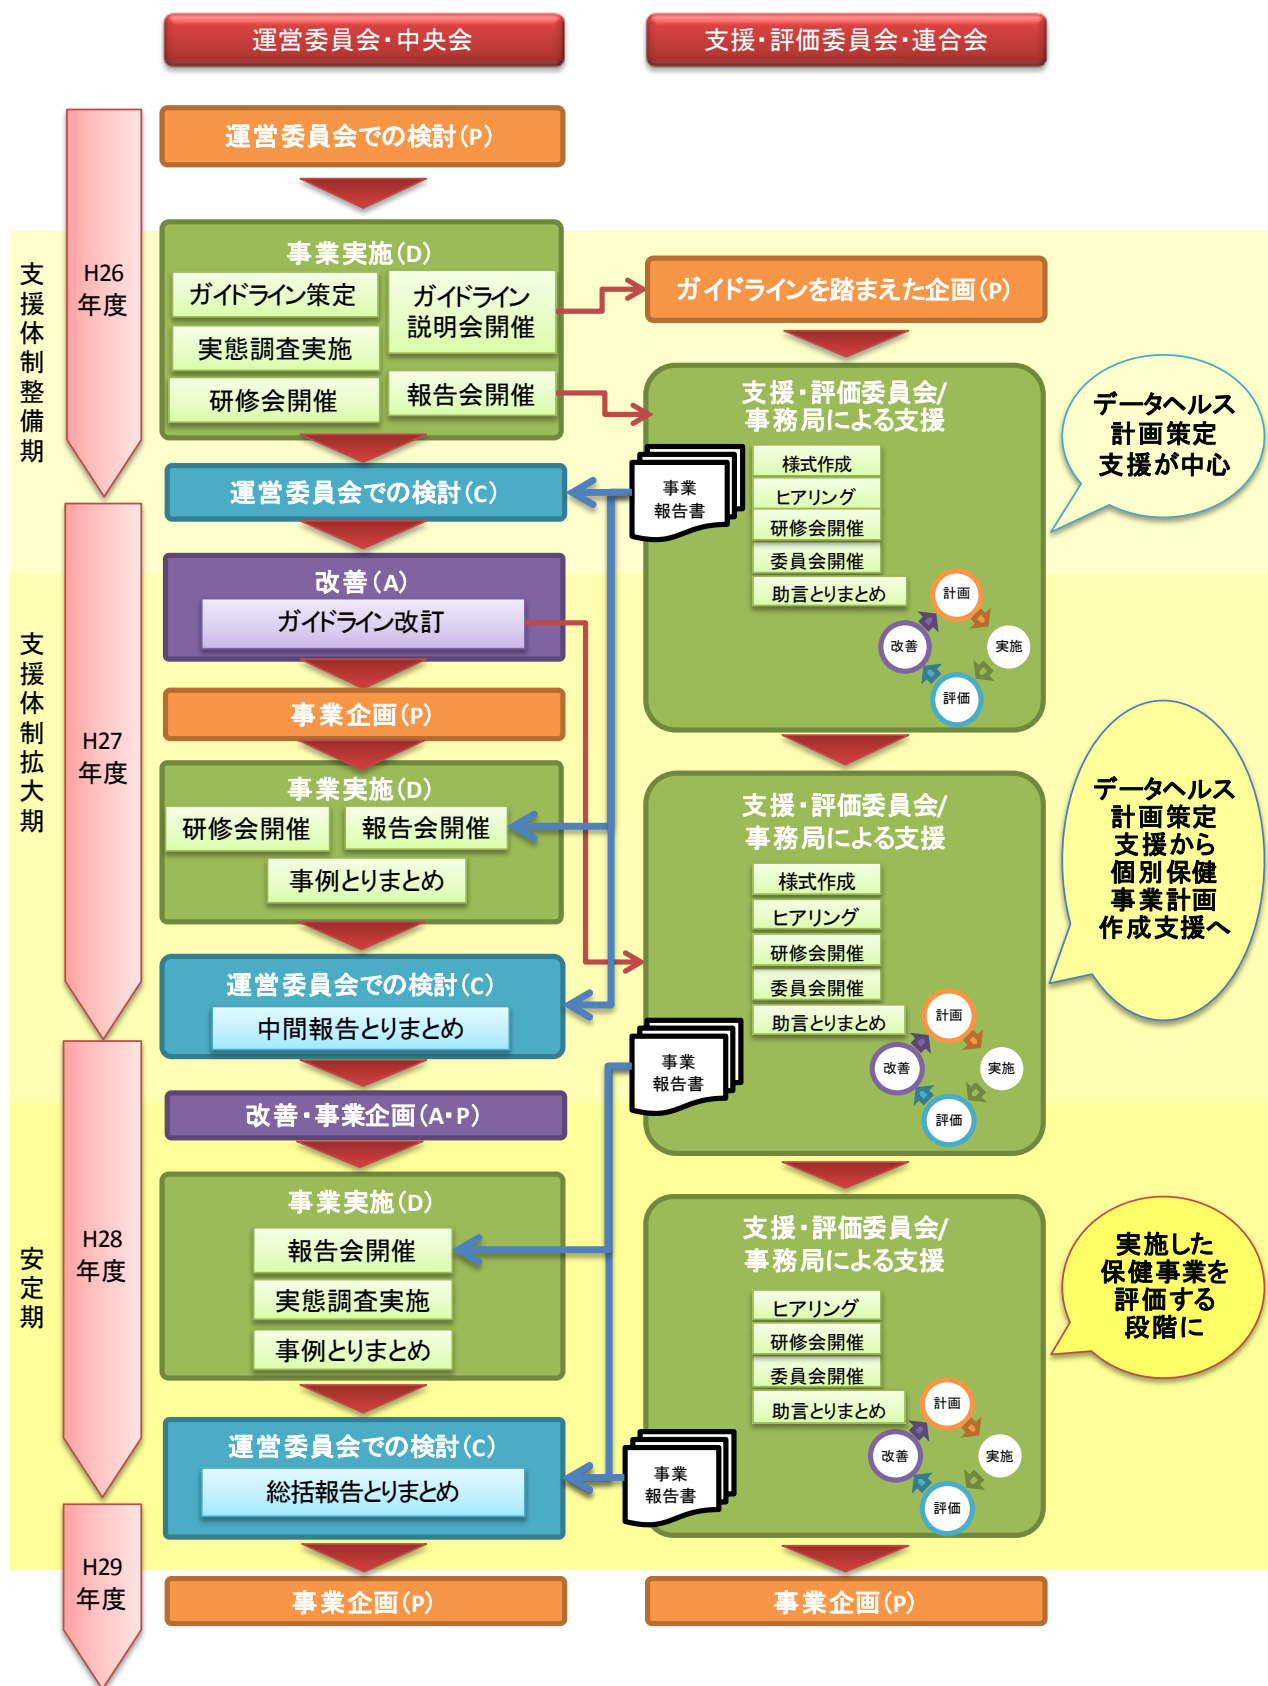 運営委員会・中央会
支援・評価委員会・連合会
H26
年度
H27
年度
H28
年度
H29
年度
支援体制整備期
支援体制拡大期
安定期
運営委員会での検討(P)
事業実施(D)
ガイドライン策定
ガイドライン
説明会開催
実態調査実施
研修会開催
報告会開催
運営委員会での検討(C)
改善(A)
ガイドライン改訂
事業企画(P)
事業実施(D)
研修会開催
報告会開催
事例とりまとめ
運営委員会での検討(C)
中間報告とりまとめ
改善・事業企画(A・P)
事業実施(D)
報告会開催
実態調査実施
事例とりまとめ
運営委員会での検討(C)
総括報告とりまとめ
事業企画(P)
ガイドラインを踏まえた企画(P)
支援・評価委員会/
事務局による支援
事業
報告書
様式作成
ヒアリング
研修会開催
委員会開催
助言とりまとめ
計画
実施
評価
改善
支援・評価委員会/
事務局による支援
様式作成
ヒアリング
研修会開催
委員会開催
助言とりまとめ
事業
報告書
計画
実施
評価
改善
支援・評価委員会/
事務局による支援
ヒアリング
研修会開催
委員会開催
助言とりまとめ
事業
報告書
計画
実施
評価
改善
事業企画(P)
データヘルス
計画策定
支援が中心
データヘルス
計画策定
支援から
個別保健
事業計画
作成支援へ
実施した
保健事業を
評価する
段階に